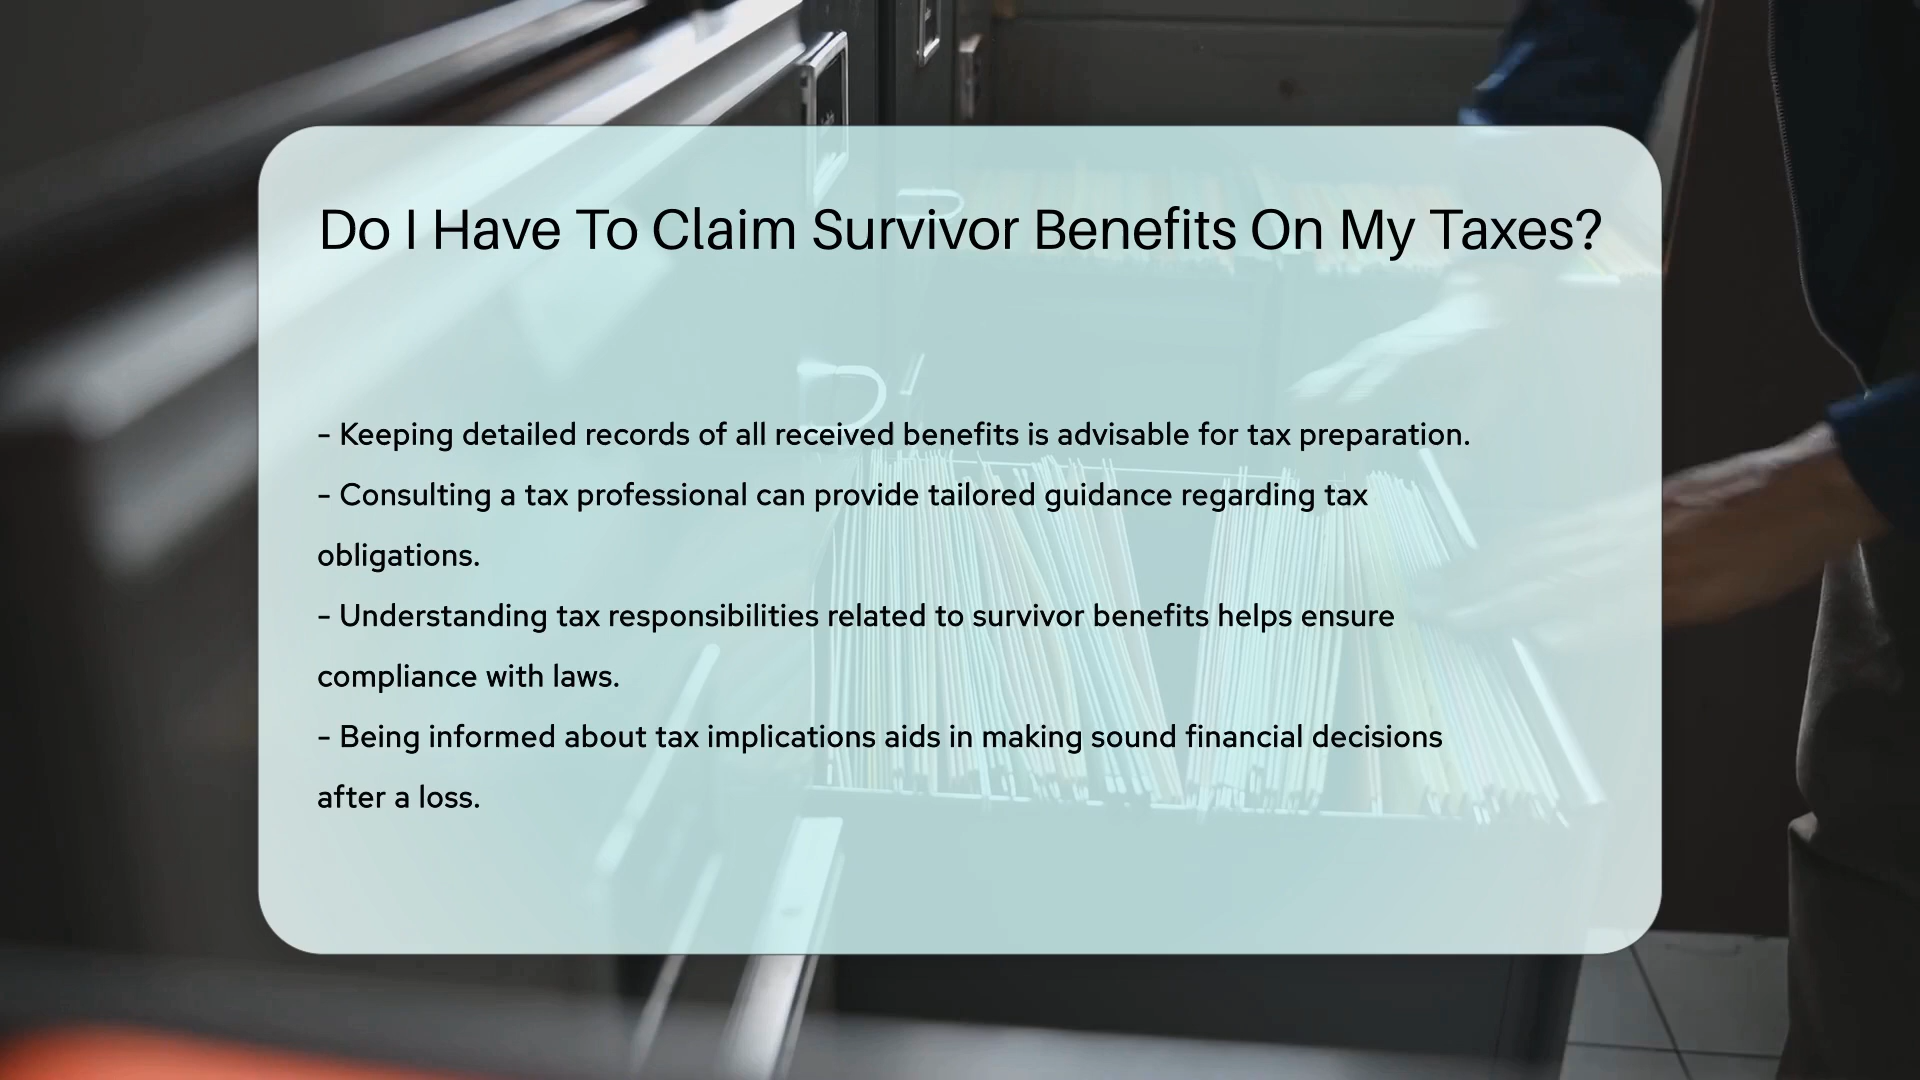 Do I Have To Claim Survivor Benefits On My Taxes?
- Keeping detailed records of all received benefits is advisable for tax preparation.
- Consulting a tax professional can provide tailored guidance regarding tax
obligations.
- Understanding tax responsibilities related to survivor benefits helps ensure
compliance with laws.
- Being informed about tax implications aids in making sound financial decisions
after a loss.